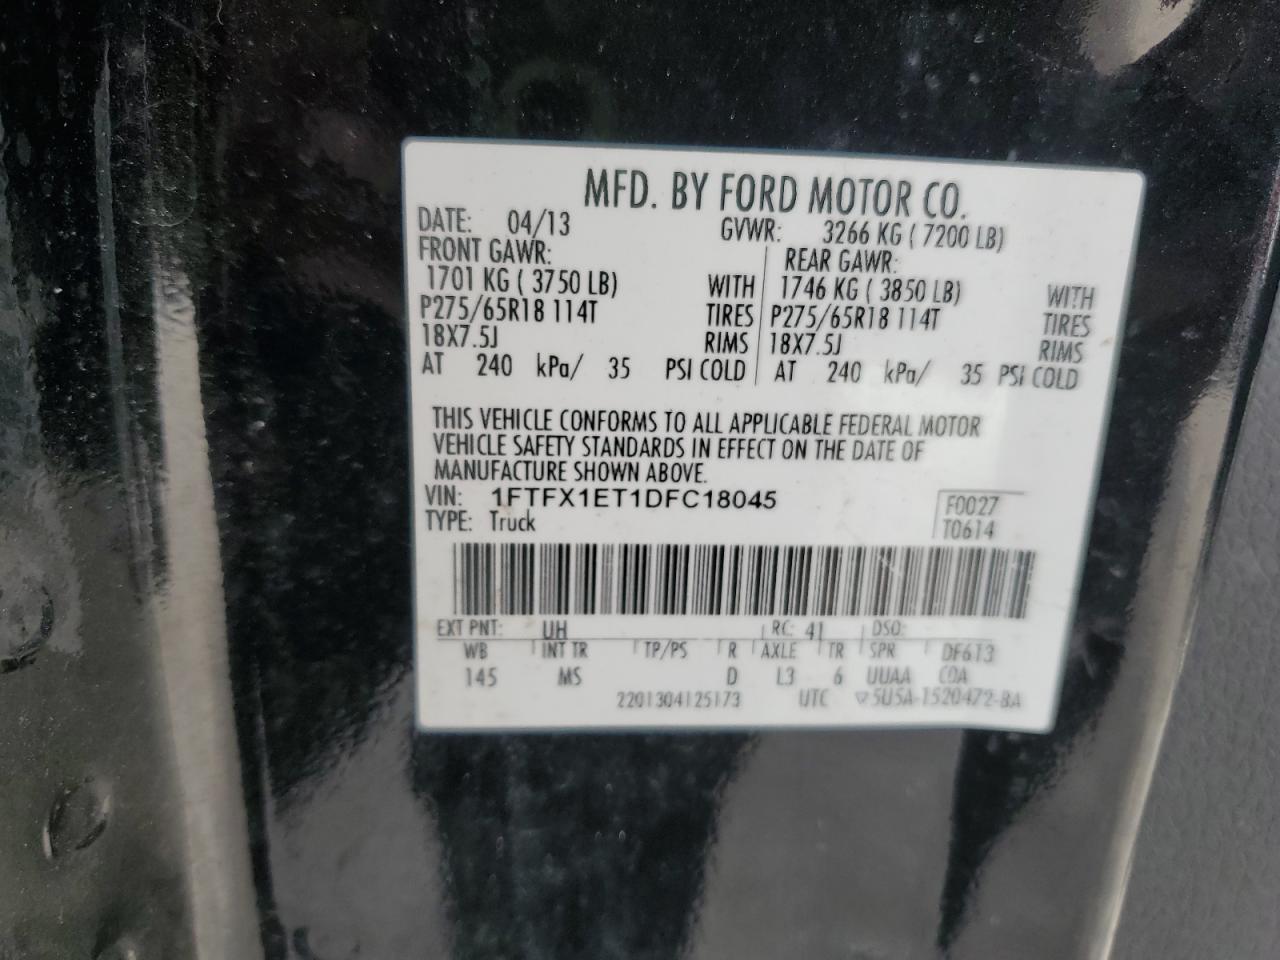 MFD. BY FORD MOTOR CO.
DATE: 04/13 GVWR: 3266 KG ( 7200 LB)
FRONT GAWR: REAR GAWR:
1701 KG ( 3750 LB) WITH 1746 KG ( 3850 LB) WITH
P275/65R18 114T TIRES P275/65R18 114T TIRES
18X7.5J RIMS 18X7.5J RIMS
AT 240 kPa/ 35 PSI COLD AT 240 kPa/ 35 PSI COLD
THIS VEHICLE CONFORMS TO ALL APPLICABLE FEDERAL MOTOR
VEHICLE SAFETY STANDARDS IN EFFECT ON THE DATE OF
MANUFACTURE SHOWN ABOVE.
VIN: 1FTFX1ET1DFC18045 F0027
TYPE: Truck T0614
EXT PNT: UH RC: 41 DSO:
WB INT TR TP/PS R AXLE TR SPR DF613
145 MS D L3 6 UUAA COA
2201304125173 UTC ▽5U5A-1520472-BA